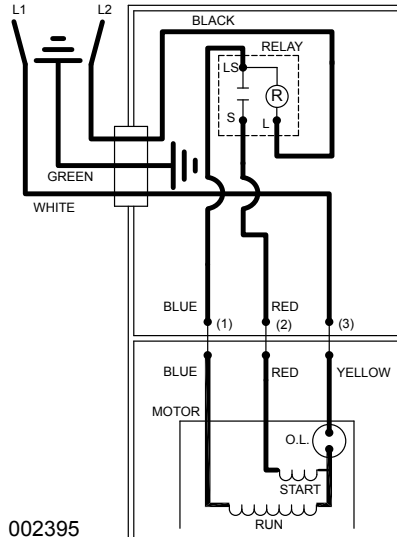 L1
L2
BLACK
RELAY
LS
R
S
L
GREEN
WHITE
BLUE
RED
(1)
(2)
(3)
BLUE
RED
YELLOW
MOTOR
O.L.
START
RUN
002395